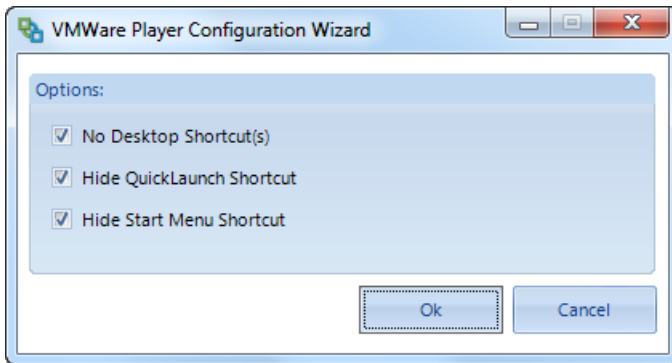 VMWare Player Configuration Wizard
Options:
No Desktop Shortcut(s)
Hide QuickLaunch Shortcut
Hide Start Menu Shortcut
Ok
Cancel